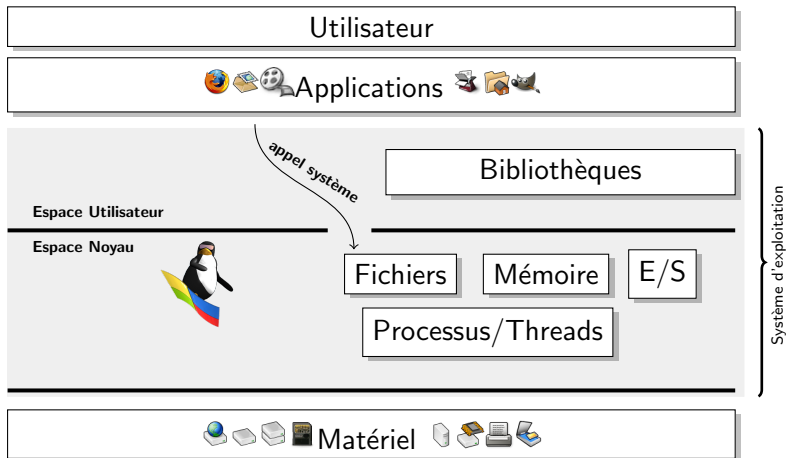 Utilisateur
Applications
appel système
Bibliothèques
Espace Utilisateur
Espace Noyau
Fichiers
Mémoire
E/S
Processus/Threads
Système d'exploitation
Matériel